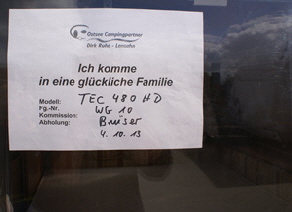 Ostsee Campingpartner
Dirk Rohs - Lensahn
Ich komme
in eine glückliche Familie
Modell: TEC 480 HD
Fg.-Nr. WG 10
Kommission: Brüser
Abholung: 4.10.13